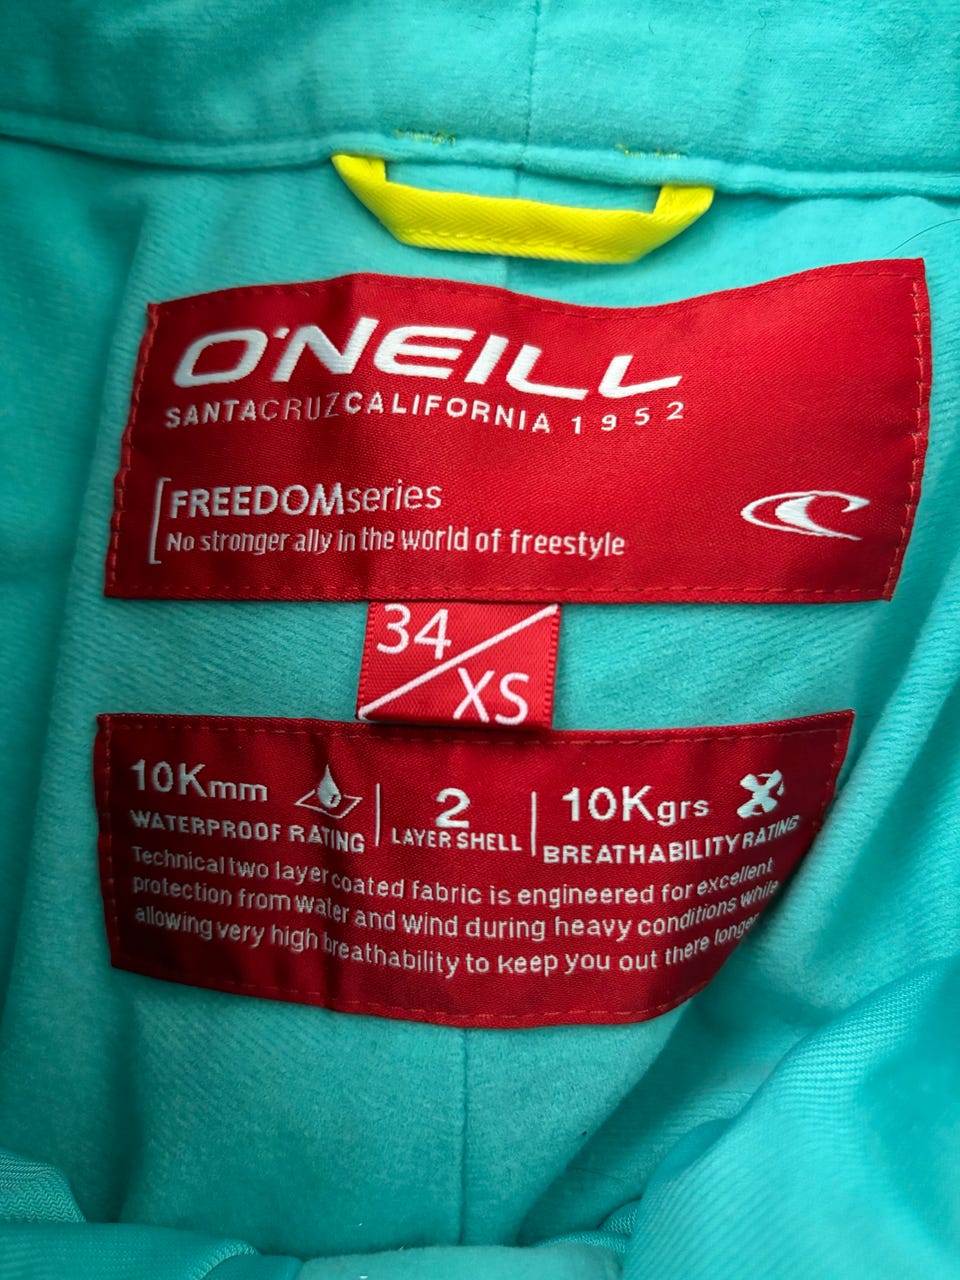 O'NEILL
SANTACRUZCALIFORNIA 1952
FREEDOMseries
No stronger ally in the world of freestyle
34/XS
10Kmm
WATERPROOF RATING
2
LAYER SHELL
10Kgrs
BREATHABILITY RATING
Technical two layer coated fabric is engineered for excellent
protection from water and wind during heavy conditions while
allowing very high breathability to keep you out there longer